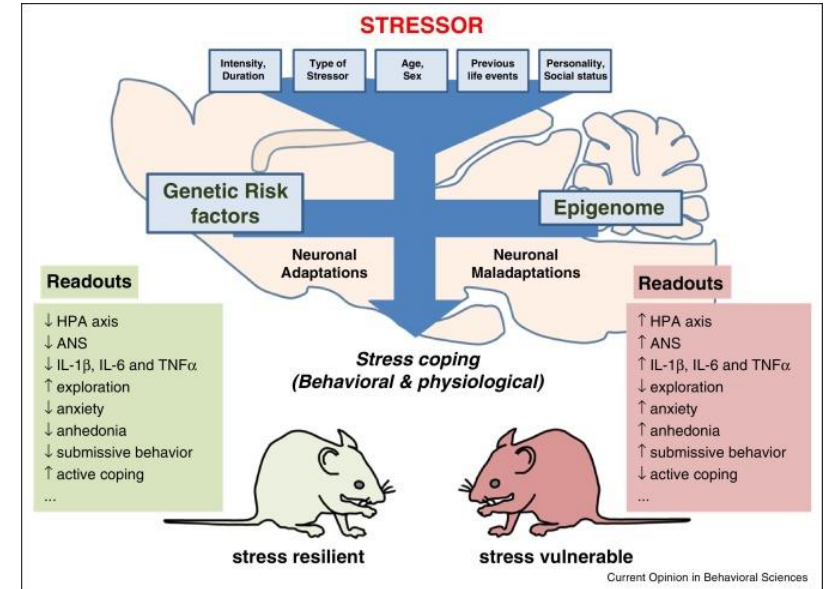 STRESSOR
Intensity,
Duration
Type of
Stressor
Age,
Sex
Previous
life events
Personality,
Social status
Genetic Risk
factors
Epigenome
Neuronal
Adaptations
Neuronal
Maladaptations
Readouts
↓ HPA axis
↓ ANS
↓ IL-1β, IL-6 and TNFα
↑ exploration
↓ anxiety
↓ anhedonia
↓ submissive behavior
↑ active coping
...
Readouts
↑ HPA axis
↑ ANS
↑ IL-1β, IL-6 and TNFα
↓ exploration
↑ anxiety
↑ anhedonia
↑ submissive behavior
↓ active coping
...
Stress coping
(Behavioral & physiological)
stress resilient
stress vulnerable
Current Opinion in Behavioral Sciences